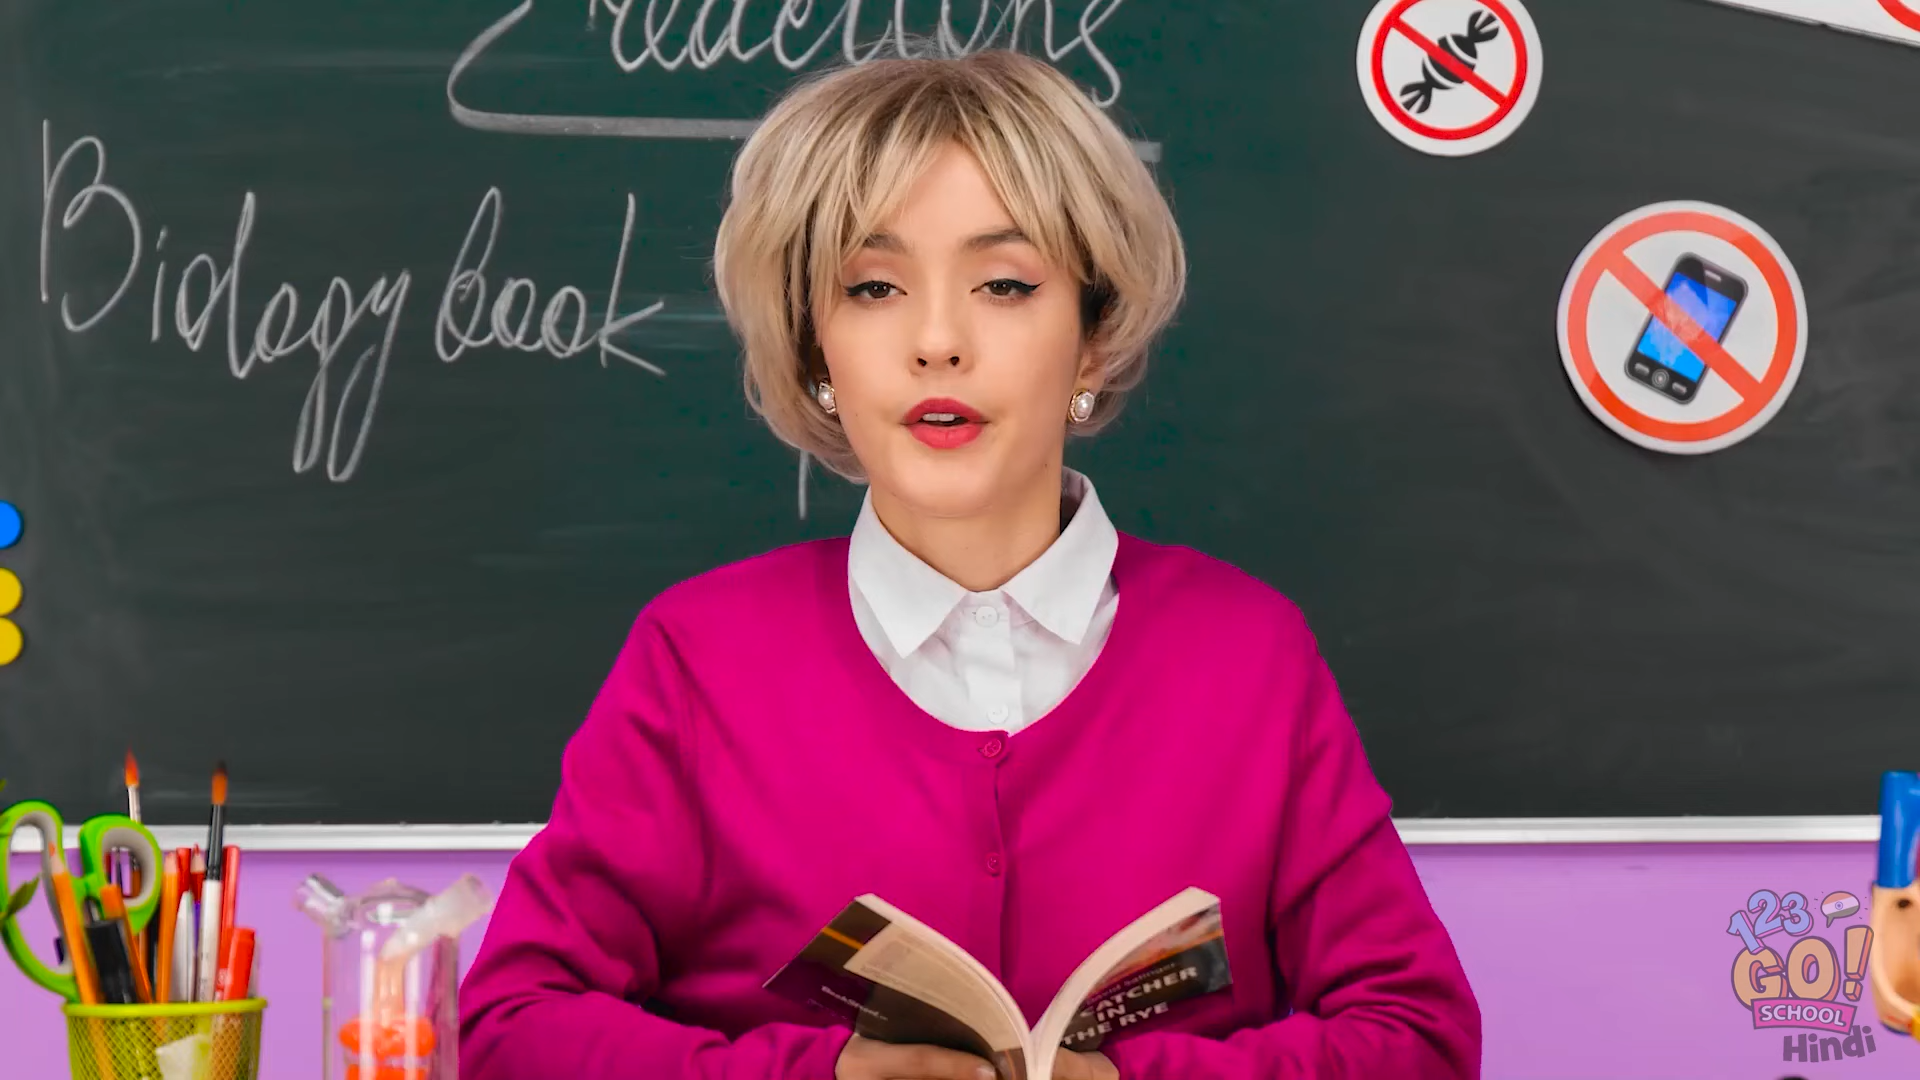 reactions
Biology book
CATCHER
IN
THE RYE
123
GO!
SCHOOL
Hindi